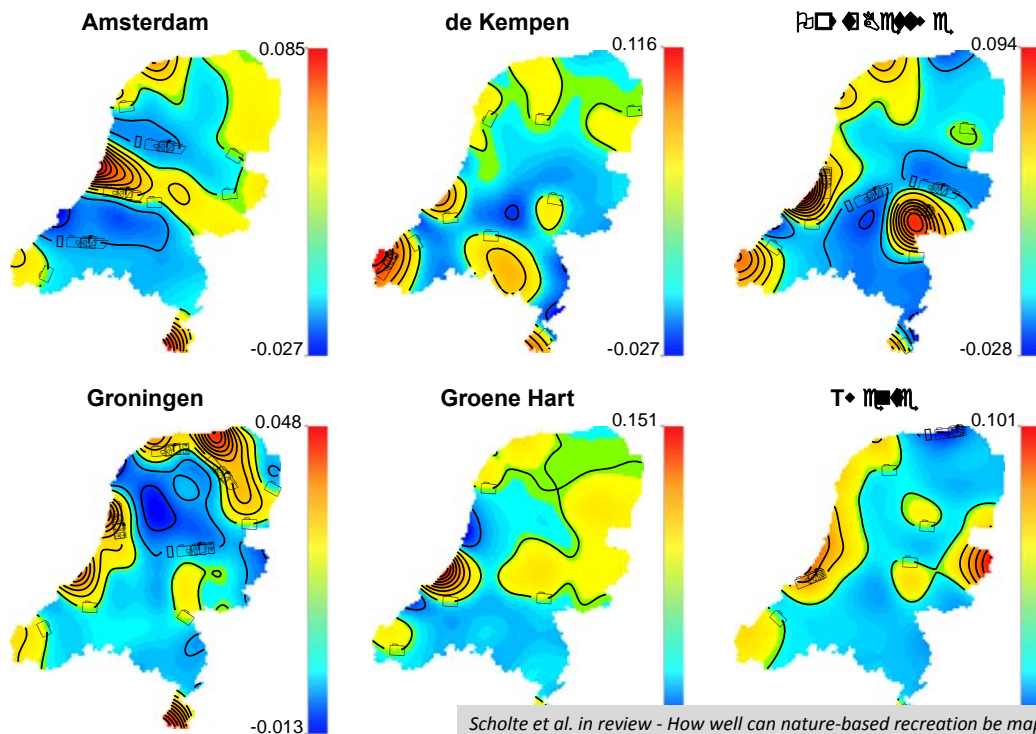 Amsterdam
0.085
-0.027
de Kempen
0.116
-0.027
0.094
-0.028
Groningen
0.048
-0.013
Groene Hart
0.151
T
0.101
Scholte et al. in review - How well can nature-based recreation be ma